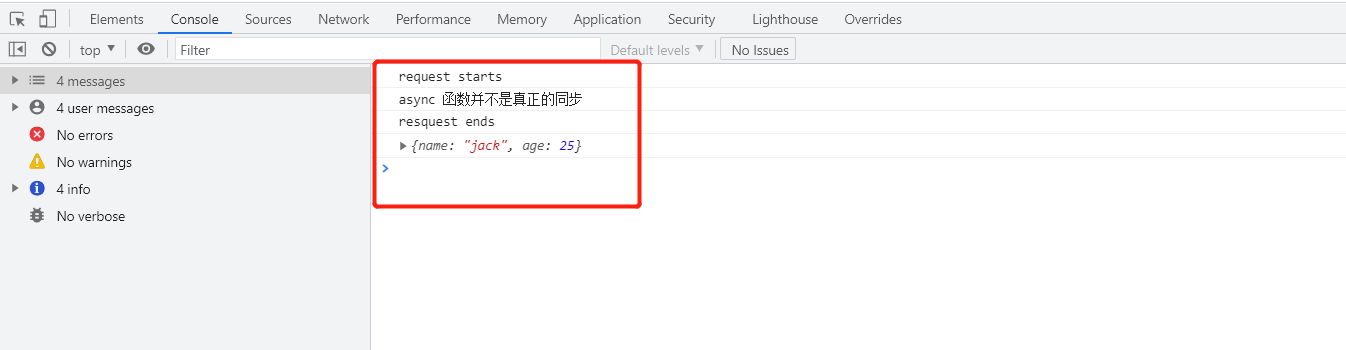 Elements Console Sources Network Performance Memory Application Security Lighthouse Overrides
top Filter Default levels No Issues
4 messages
4 user messages
No errors
No warnings
4 info
No verbose
request starts
async 函数并不是真正的同步
resquest ends
{name: "jack", age: 25}